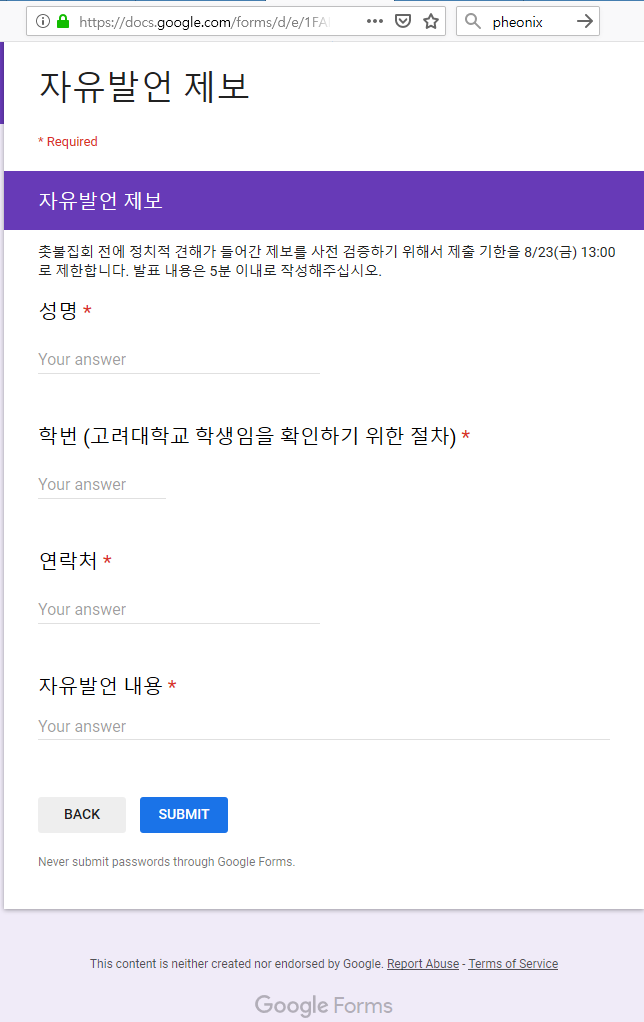 https://docs.google.com/forms/d/e/1FA
pheonix
자유발언 제보
* Required
자유발언 제보
촛불집회 전에 정치적 견해가 들어간 제보를 사전 검증하기 위해서 제출 기한을 8/23(금) 13:00
로 제한합니다. 발표 내용은 5분 이내로 작성해주십시오.
성명 *
Your answer
학번 (고려대학교 학생임을 확인하기 위한 절차) *
Your answer
연락처 *
Your answer
자유발언 내용 *
Your answer
BACK SUBMIT
Never submit passwords through Google Forms.
This content is neither created nor endorsed by Google. Report Abuse - Terms of Service
Google Forms